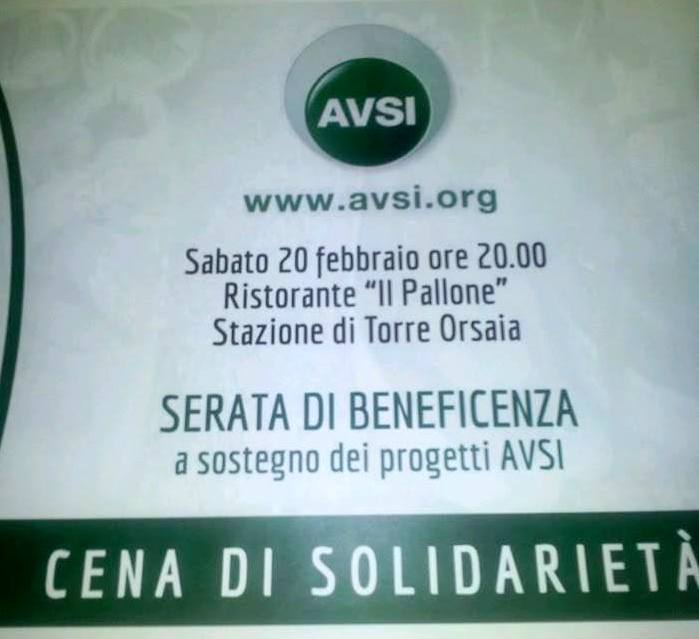 AVSI
www.avsi.org
Sabato 20 febbraio ore 20.00
Ristorante “Il Pallone”
Stazione di Torre Orsaia
SERATA DI BENEFICENZA
a sostegno dei progetti AVSI
CENA DI SOLIDARIETÀ